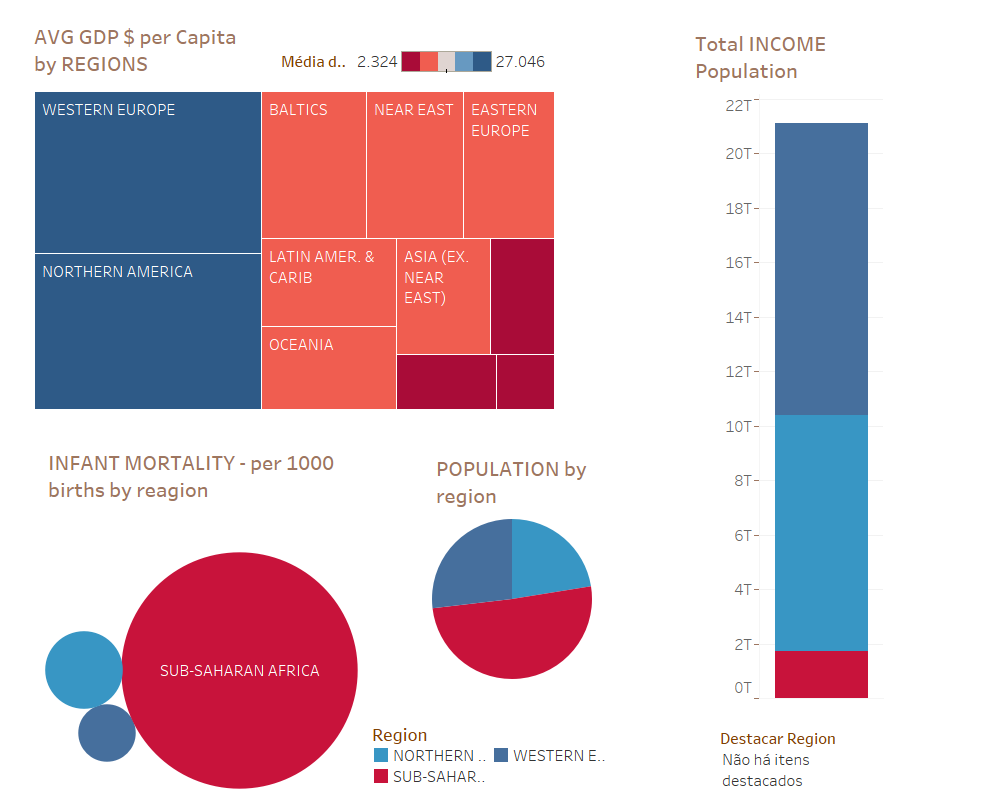 AVG GDP $ per Capita
by REGIONS
Média d.. 2.324 27.046
WESTERN EUROPE
BALTICS
NEAR EAST
EASTERN
EUROPE
NORTHERN AMERICA
LATIN AMER. &
CARIB
ASIA (EX.
NEAR
EAST)
OCEANIA
Total INCOME
Population
22T
20T
18T
16T
14T
12T
10T
8T
6T
4T
2T
0T
INFANT MORTALITY - per 1000
births by reagion
SUB-SAHARAN AFRICA
POPULATION by
region
Region
NORTHERN .. WESTERN E..
SUB-SAHAR..
Destacar Region
Não há itens
destacados